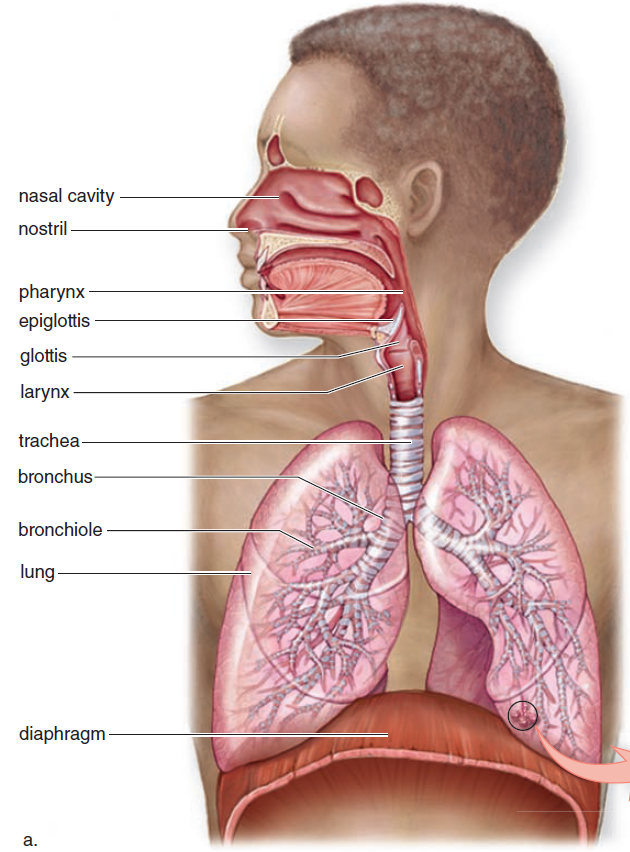 nasal cavity
nostril
pharynx
epiglottis
glottis
larynx
trachea
bronchus
bronchiole
lung
diaphragm
a.